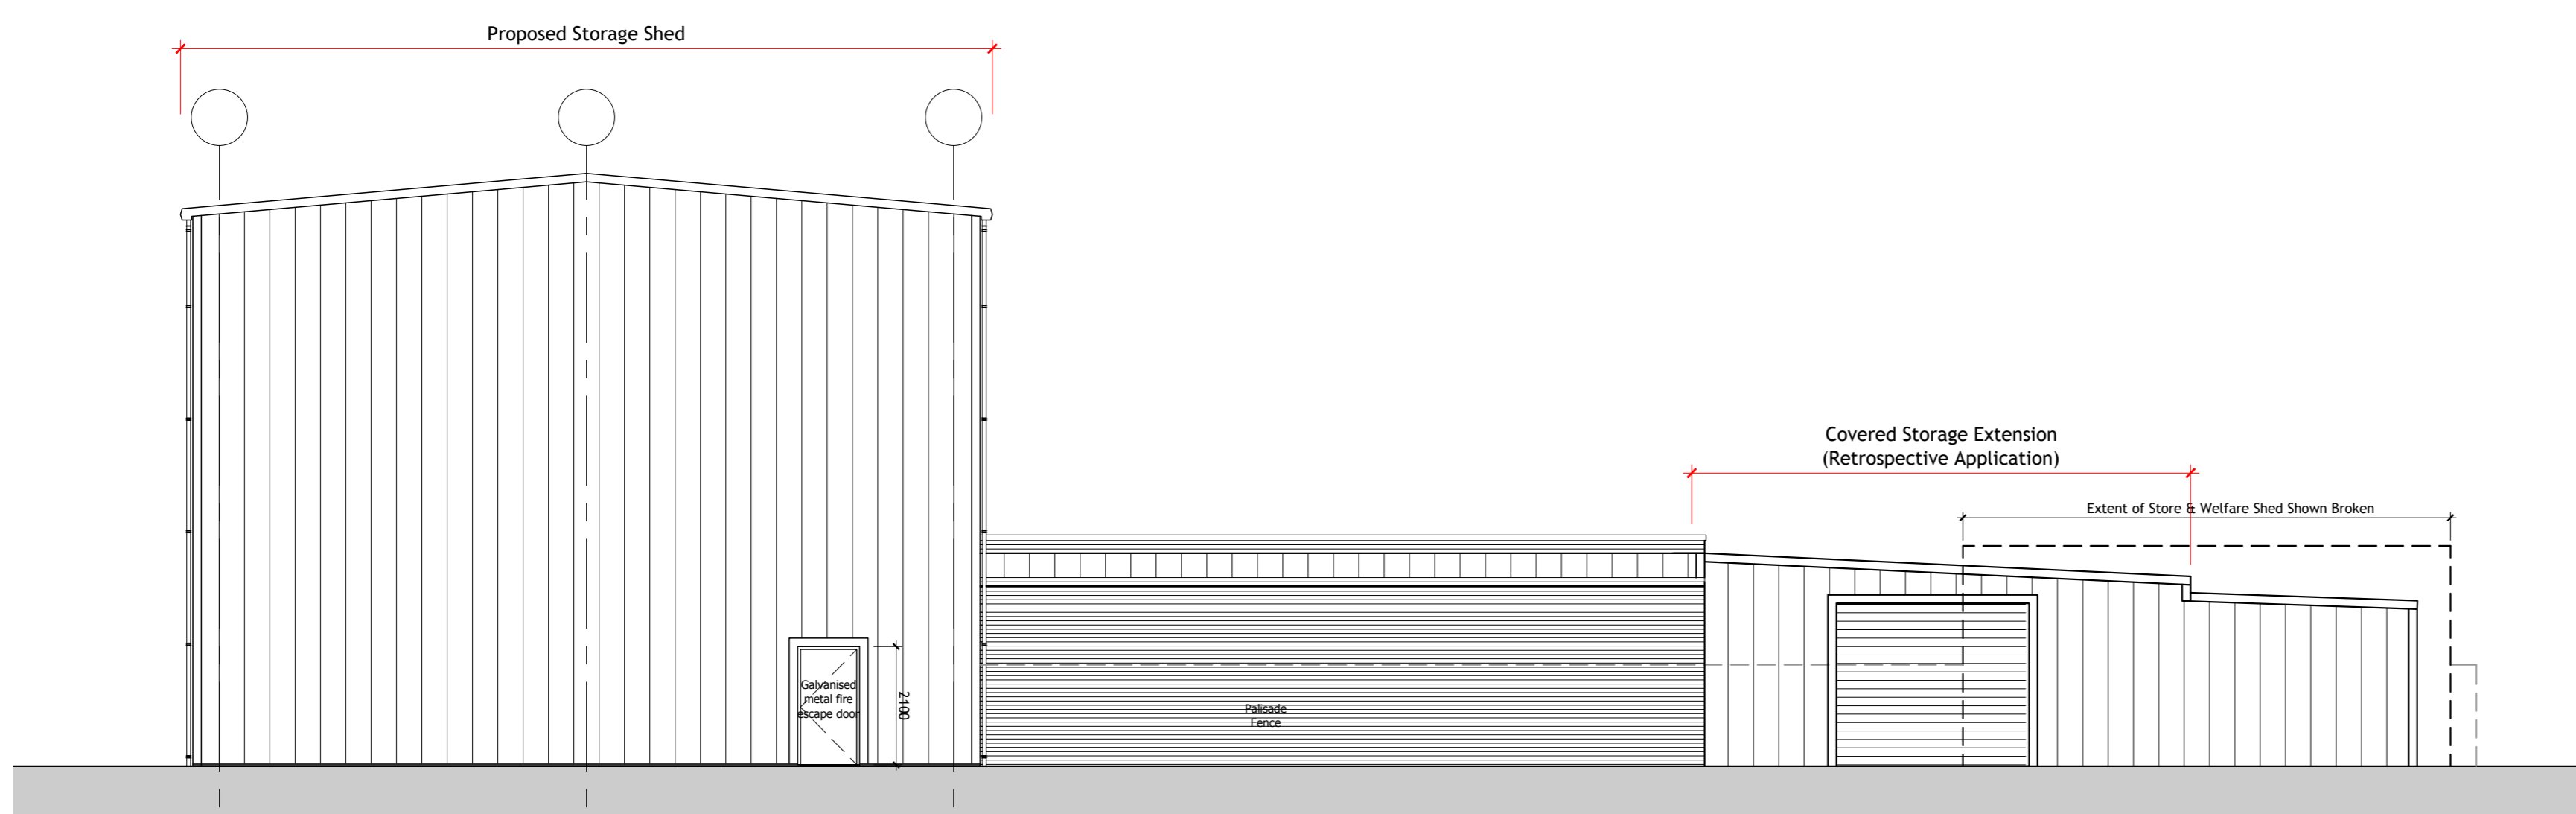 Proposed Storage Shed
Covered Storage Extension
(Retrospective Application)
Extent of Store & Welfare Shed Shown Broken
Galvanised
metal fire
escape door
2100
Palisade
Fence